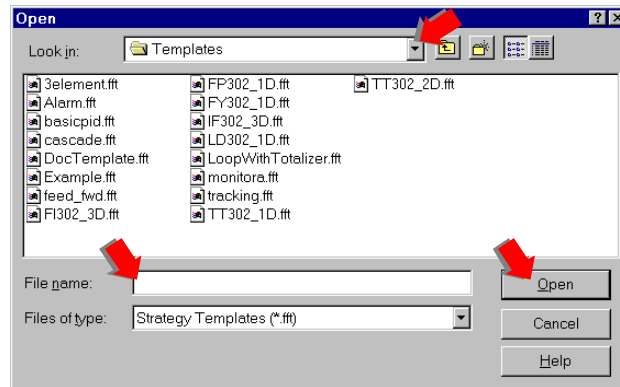 Open
Look in: Templates
3element.fft FP302_1D.fft TT302_2D.fft
Alarm.fft FY302_1D.fft
basicpid.fft IF302_3D.fft
cascade.fft LD302_1D.fft
DocTemplate.fft LoopWithTotalizer.fft
Example.fft monitora.fft
feed_fwd.fft tracking.fft
FI302_3D.fft TT302_1D.fft
File name: Open
Files of type: Strategy Templates (*.fft) Cancel
Help